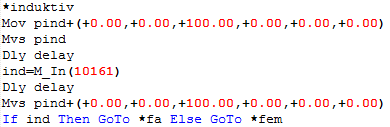 *induktiv
Mov pind+(+0.00,+0.00,+100.00,+0.00,+0.00,+0.00)
Mvs pind
Dly delay
ind=M_In(10161)
Dly delay
Mvs pind+(+0.00,+0.00,+100.00,+0.00,+0.00,+0.00)
If ind Then GoTo *fa Else GoTo *fem